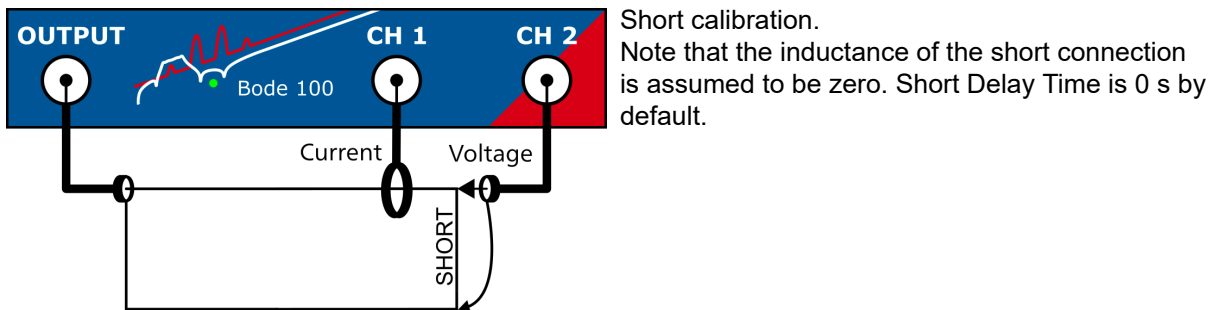 OUTPUT
CH 1
CH 2
Bode 100
Current
Voltage
SHORT
Short calibration.
Note that the inductance of the short connection
is assumed to be zero. Short Delay Time is 0 s by
default.